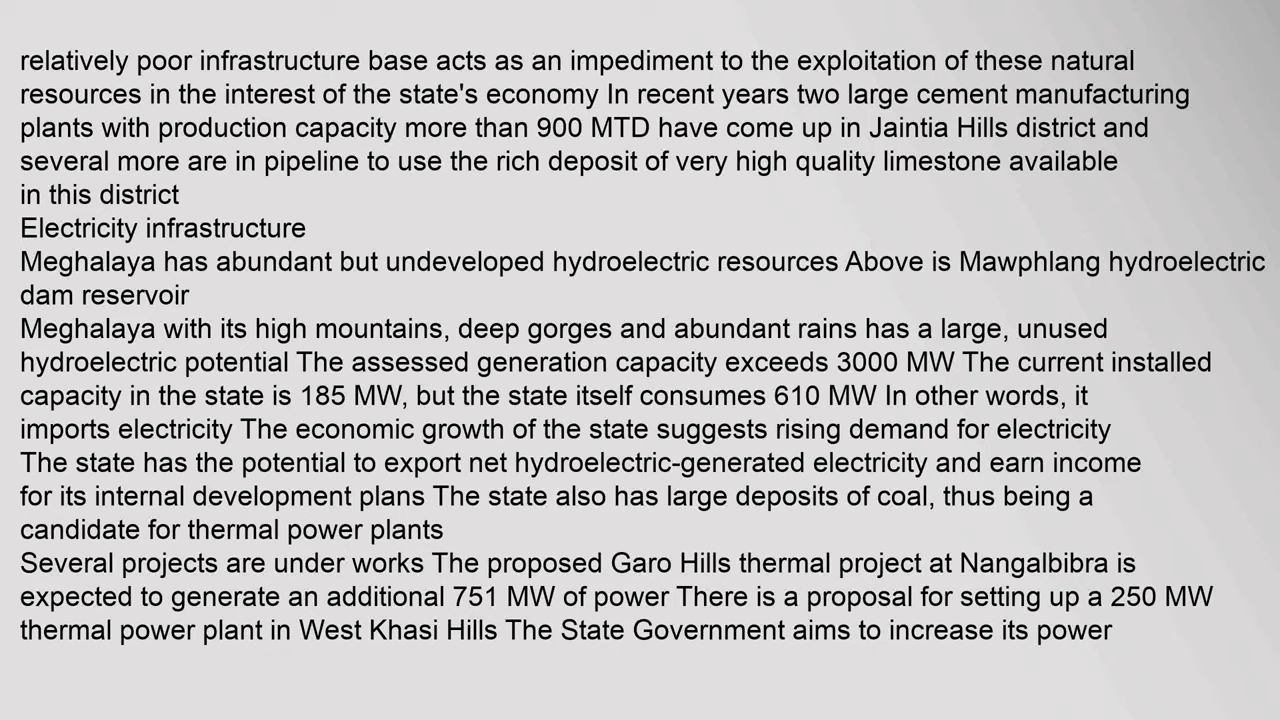 relatively poor infrastructure base acts as an impediment to the exploitation of these natural
resources in the interest of the state's economy In recent years two large cement manufacturing
plants with production capacity more than 900 MTD have come up in Jaintia Hills district and
several more are in pipeline to use the rich deposit of very high quality limestone available
in this district
Electricity infrastructure
Meghalaya has abundant but undeveloped hydroelectric resources Above is Mawphlang hydroelectric
dam reservoir
Meghalaya with its high mountains, deep gorges and abundant rains has a large, unused
hydroelectric potential The assessed generation capacity exceeds 3000 MW The current installed
capacity in the state is 185 MW, but the state itself consumes 610 MW In other words, it
imports electricity The economic growth of the state suggests rising demand for electricity
The state has the potential to export net hydroelectric-generated electricity and earn income
for its internal development plans The state also has large deposits of coal, thus being a
candidate for thermal power plants
Several projects are under works The proposed Garo Hills thermal project at Nangalbibra is
expected to generate an additional 751 MW of power There is a proposal for setting up a 250 MW
thermal power plant in West Khasi Hills The State Government aims to increase its power